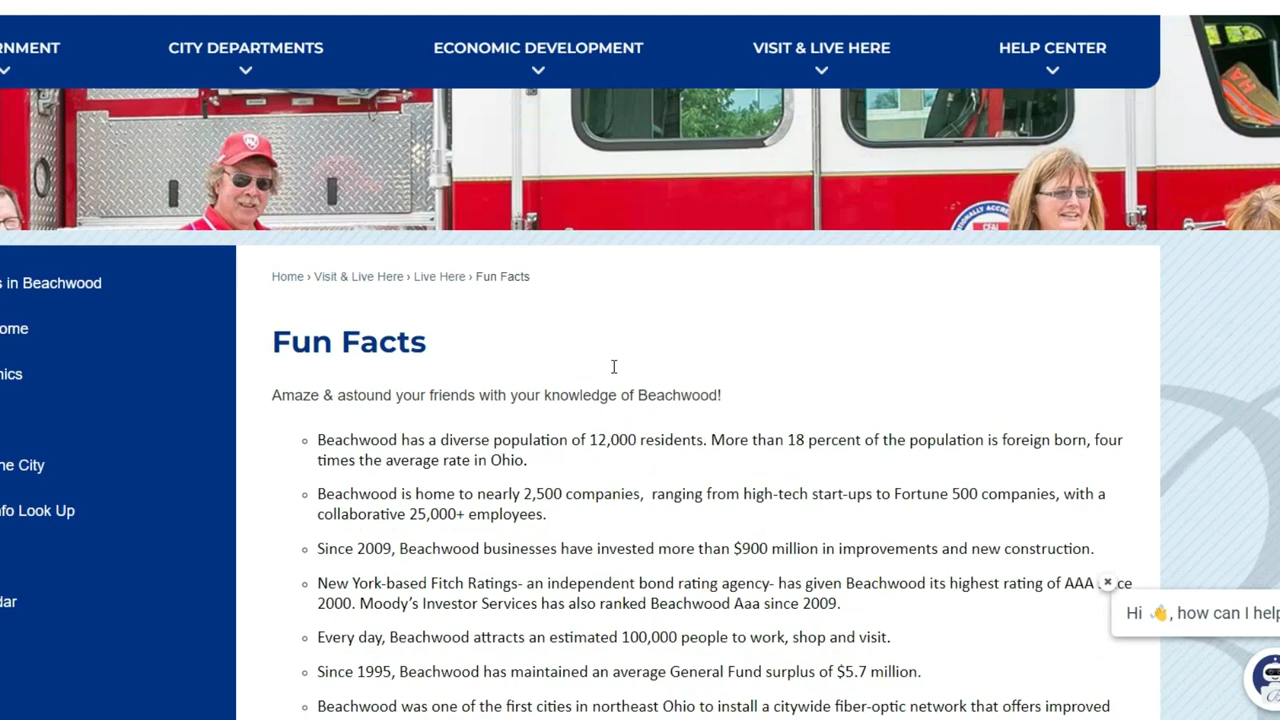 RNMENT CITY DEPARTMENTS ECONOMIC DEVELOPMENT VISIT & LIVE HERE HELP CENTER
s in Beachwood
ome
nics
ne City
nfo Look Up
dar
Home › Visit & Live Here › Live Here › Fun Facts
Fun Facts
Amaze & astound your friends with your knowledge of Beachwood!
Beachwood has a diverse population of 12,000 residents. More than 18 percent of the population is foreign born, four
times the average rate in Ohio.
Beachwood is home to nearly 2,500 companies, ranging from high-tech start-ups to Fortune 500 companies, with a
collaborative 25,000+ employees.
Since 2009, Beachwood businesses have invested more than $900 million in improvements and new construction.
New York-based Fitch Ratings- an independent bond rating agency- has given Beachwood its highest rating of AAA ce
2000. Moody’s Investor Services has also ranked Beachwood Aaa since 2009.
Every day, Beachwood attracts an estimated 100,000 people to work, shop and visit.
Since 1995, Beachwood has maintained an average General Fund surplus of $5.7 million.
Beachwood was one of the first cities in northeast Ohio to install a citywide fiber-optic network that offers improved
Hi 👋, how can I help